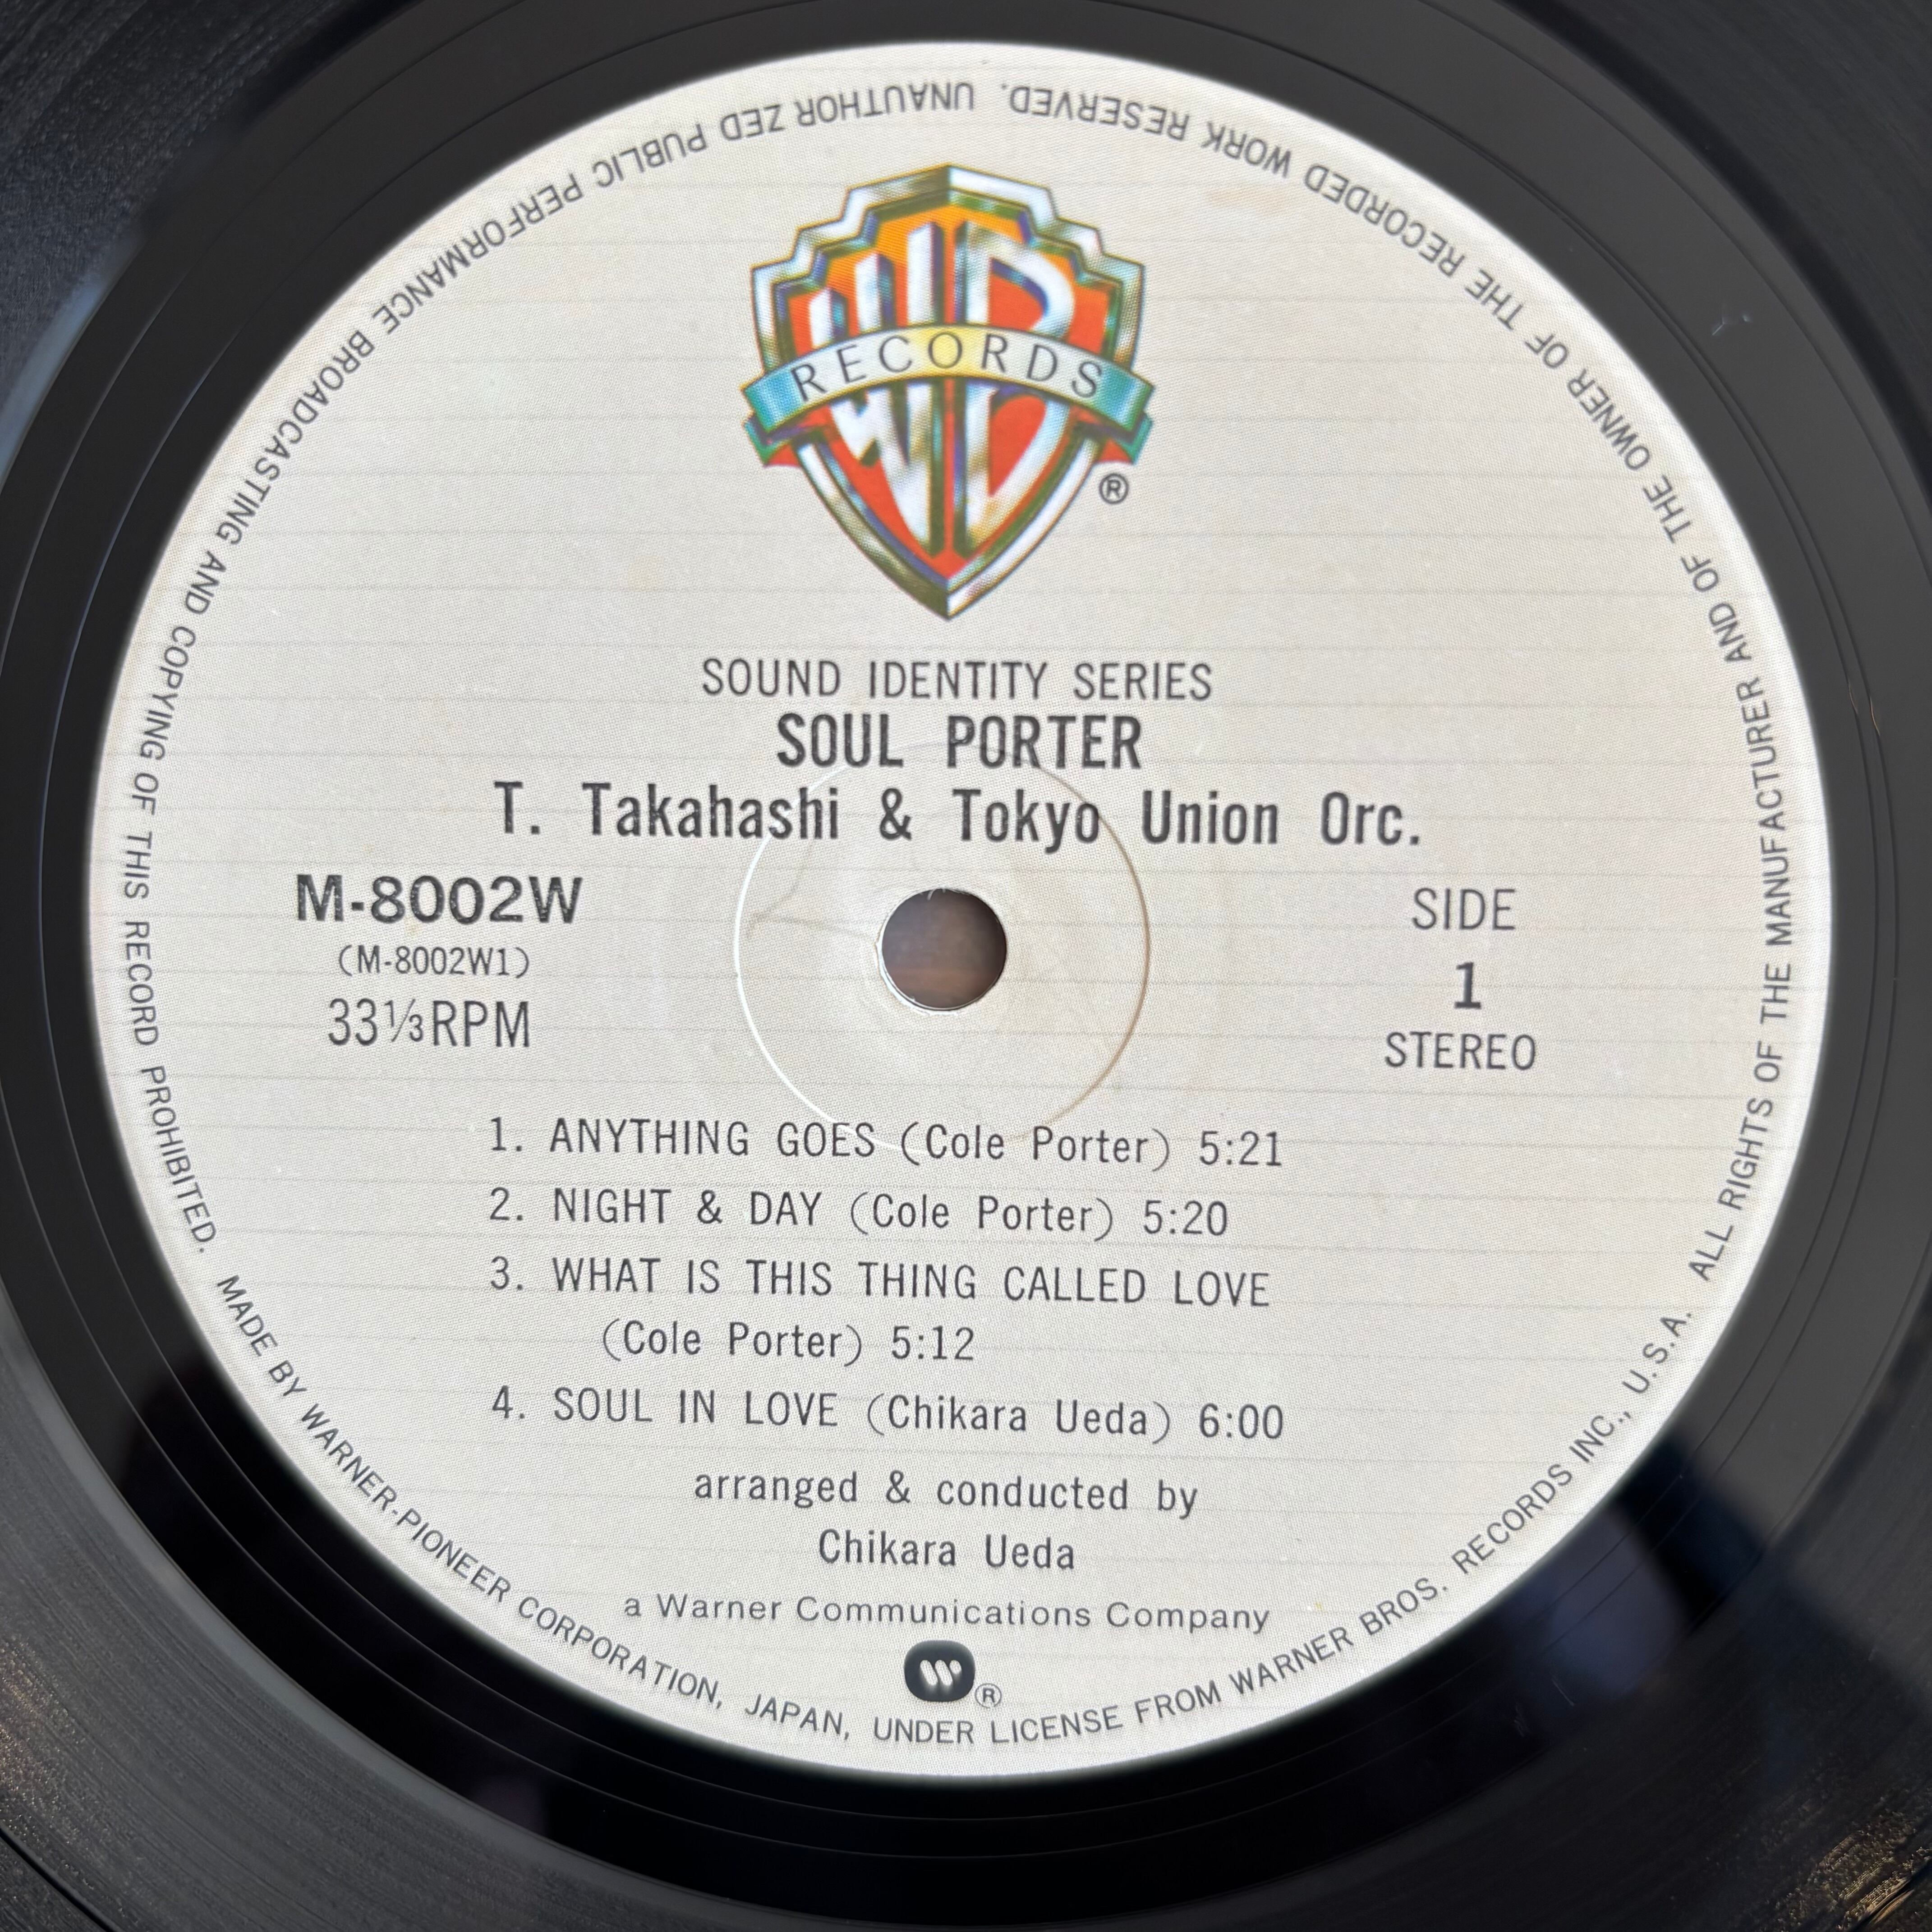 WB
RECORDS
®
SOUND IDENTITY SERIES
SOUL PORTER
T. Takahashi & Tokyo Union Orc.
M-8002W
(M-8002W1)
33⅓RPM
SIDE
1
STEREO
1. ANYTHING GOES (Cole Porter) 5:21
2. NIGHT & DAY (Cole Porter) 5:20
3. WHAT IS THIS THING CALLED LOVE
(Cole Porter) 5:12
4. SOUL IN LOVE (Chikara Ueda) 6:00
arranged & conducted by
Chikara Ueda
a Warner Communications Company
W®
MADE BY WARNER-PIONEER CORPORATION, JAPAN, UNDER LICENSE FROM WARNER BROS. RECORDS INC., U.S.A. ALL RIGHTS OF THE MANUFACTURER AND OF THE OWNER OF THE RECORDED WORK RESERVED. UNAUTHOR ZED PUBLIC PERFORMANCE BROADCASTING AND COPYING OF THIS RECORD PROHIBITED.